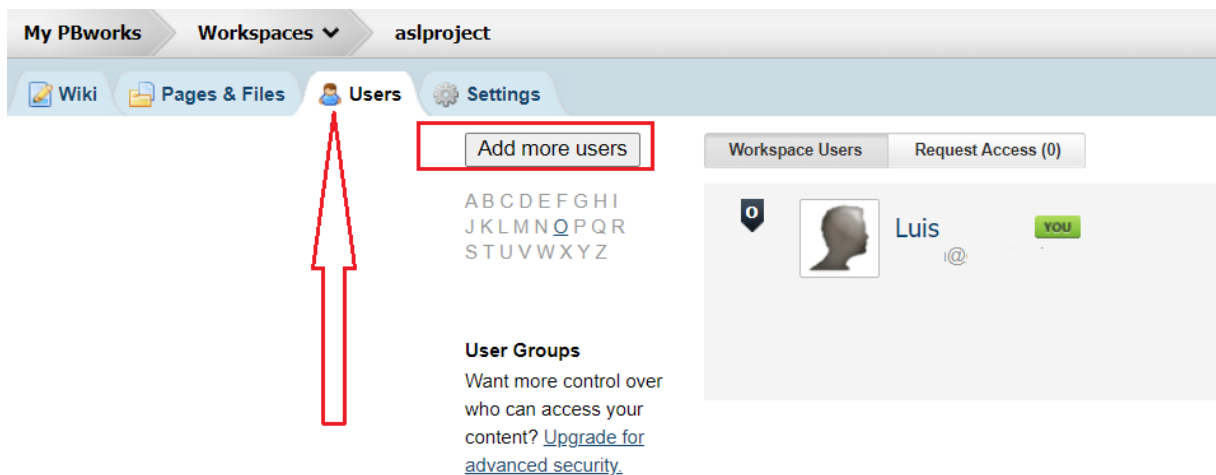 My PBworks Workspaces aslproject
Wiki Pages & Files Users Settings
Add more users
Workspace Users Request Access (0)
A B C D E F G H I
J K L M N O P Q R
S T U V W X Y Z
O
Luis YOU
@
User Groups
Want more control over
who can access your
content? Upgrade for
advanced security.